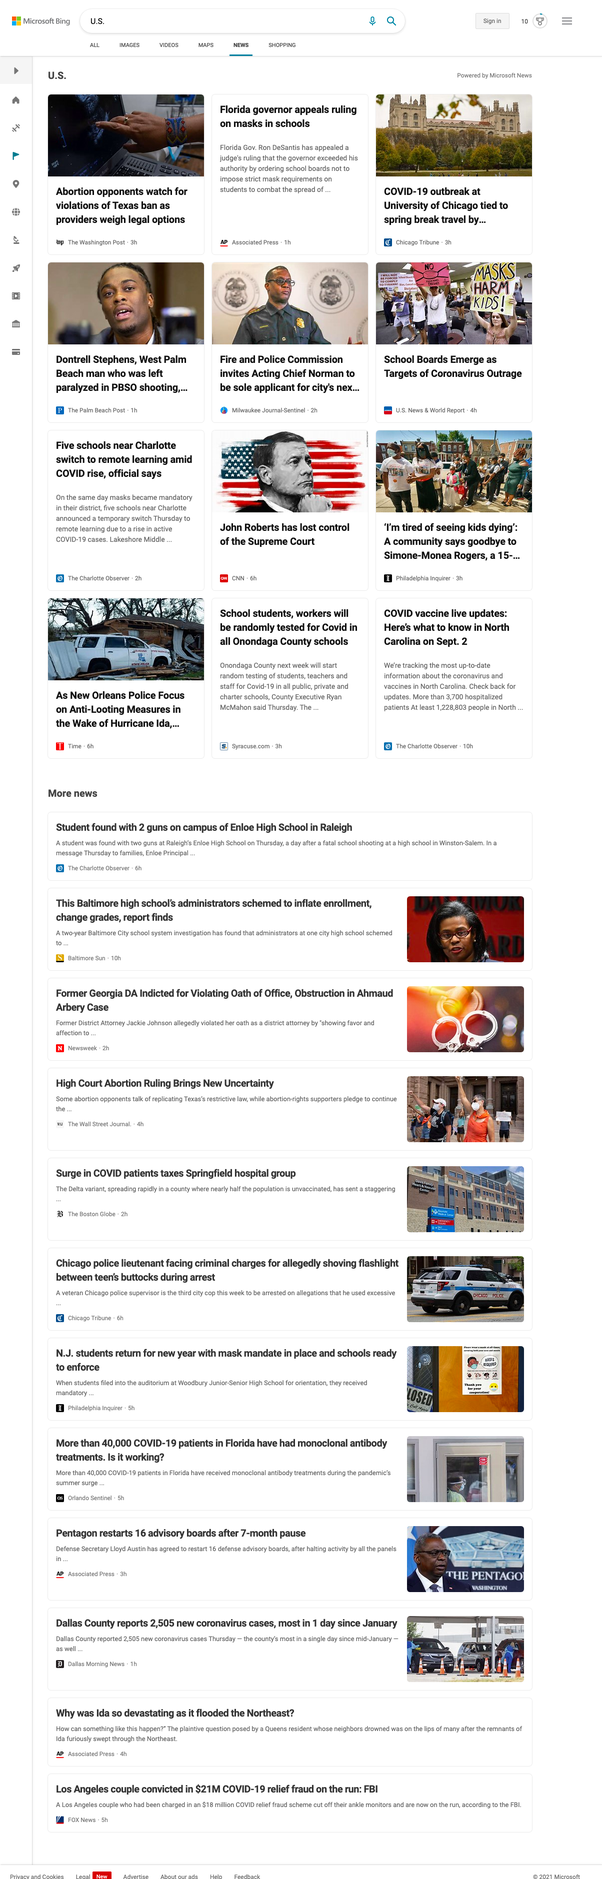 Microsoft Bing
U.S.
Sign in
10
ALL
IMAGES
VIDEOS
MAPS
NEWS
SHOPPING
U.S.
Powered by Microsoft News
Abortion opponents watch for
violations of Texas ban as
providers weigh legal options
The Washington Post · 3h
Florida governor appeals ruling
on masks in schools
Florida Gov. Ron DeSantis has appealed a
judge's ruling that the governor exceeded his
authority by ordering school boards not to
impose strict mask requirements on
students to combat the spread of ...
AP Associated Press · 1h
COVID-19 outbreak at
University of Chicago tied to
spring break travel by...
Chicago Tribune · 3h
Dontrell Stephens, West Palm
Beach man who was left
paralyzed in PBSO shooting,...
The Palm Beach Post · 1h
Fire and Police Commission
invites Acting Chief Norman to
be sole applicant for city's nex...
Milwaukee Journal-Sentinel · 2h
NO
MASKS
HARM
KIDS!
School Boards Emerge as
Targets of Coronavirus Outrage
U.S. News & World Report · 4h
Five schools near Charlotte
switch to remote learning amid
COVID rise, official says
On the same day masks became mandatory
in their district, five schools near Charlotte
announced a temporary switch Thursday to
remote learning due to a rise in active
COVID-19 cases. Lakeshore Middle ...
The Charlotte Observer · 2h
John Roberts has lost control
of the Supreme Court
CNN · 6h
'I'm tired of seeing kids dying':
A community says goodbye to
Simone-Monea Rogers, a 15-...
Philadelphia Inquirer · 3h
As New Orleans Police Focus
on Anti-Looting Measures in
the Wake of Hurricane Ida,...
Time · 6h
School students, workers will
be randomly tested for Covid in
all Onondaga County schools
Onondaga County next week will start
random testing of students, teachers and
staff for Covid-19 in all public, private and
charter schools, County Executive Ryan
McMahon said Thursday. The ...
Syracuse.com · 3h
COVID vaccine live updates:
Here's what to know in North
Carolina on Sept. 2
We're tracking the most up-to-date
information about the coronavirus and
vaccines in North Carolina. Check back for
updates. More than 3,700 hospitalized
patients At least 1,228,803 people in North ...
The Charlotte Observer · 10h
More news
Student found with 2 guns on campus of Enloe High School in Raleigh
A student was found with two guns at Raleigh's Enloe High School on Thursday, a day after a fatal school shooting at a high school in Winston-Salem. In a
message Thursday to families, Enloe Principal ...
The Charlotte Observer · 6h
This Baltimore high school's administrators schemed to inflate enrollment,
change grades, report finds
A two-year Baltimore City school system investigation has found that administrators at one city high school schemed
to ...
Baltimore Sun · 10h
Former Georgia DA Indicted for Violating Oath of Office, Obstruction in Ahmaud
Arbery Case
Former District Attorney Jackie Johnson allegedly violated her oath as a district attorney by "showing favor and
affection to ...
N Newsweek · 2h
High Court Abortion Ruling Brings New Uncertainty
Some abortion opponents talk of replicating Texas's restrictive law, while abortion-rights supporters pledge to continue
the ...
The Wall Street Journal · 4h
Surge in COVID patients taxes Springfield hospital group
The Delta variant, spreading rapidly in a county where nearly half the population is unvaccinated, has sent a staggering
...
The Boston Globe · 2h
Chicago police lieutenant facing criminal charges for allegedly shoving flashlight
between teen's buttocks during arrest
A veteran Chicago police supervisor is the third city cop this week to be arrested on allegations that he used excessive
...
Chicago Tribune · 6h
CHICAGO POLICE
N.J. students return for new year with mask mandate in place and schools ready
to enforce
When students filed into the auditorium at Woodbury Junior-Senior High School for orientation, they received
mandatory ...
Philadelphia Inquirer · 5h
LOSED
More than 40,000 COVID-19 patients in Florida have had monoclonal antibody
treatments. Is it working?
More than 40,000 COVID-19 patients in Florida have received monoclonal antibody treatments during the pandemic's
summer surge ...
OS Orlando Sentinel · 5h
Pentagon restarts 16 advisory boards after 7-month pause
Defense Secretary Lloyd Austin has agreed to restart 16 defense advisory boards, after halting activity by all the panels
in ...
AP Associated Press · 3h
THE PENTAGO
WASHINGTON
Dallas County reports 2,505 new coronavirus cases, most in 1 day since January
Dallas County reported 2,505 new coronavirus cases Thursday — the county's most in a single day since mid-January —
as well ...
Dallas Morning News · 1h
Why was Ida so devastating as it flooded the Northeast?
How can something like this happen?" The plaintive question posed by a Queens resident whose neighbors drowned was on the lips of many after the remnants of
Ida furiously swept through the Northeast.
AP Associated Press · 4h
Los Angeles couple convicted in $21M COVID-19 relief fraud on the run: FBI
A Los Angeles couple who had been charged in an $18 million COVID relief fraud scheme cut off their ankle monitors and are now on the run, according to the FBI.
FOX News · 5h
Privacy and Cookies
Legal New
Advertise
About our ads
Help
Feedback
© 2021 Microsoft